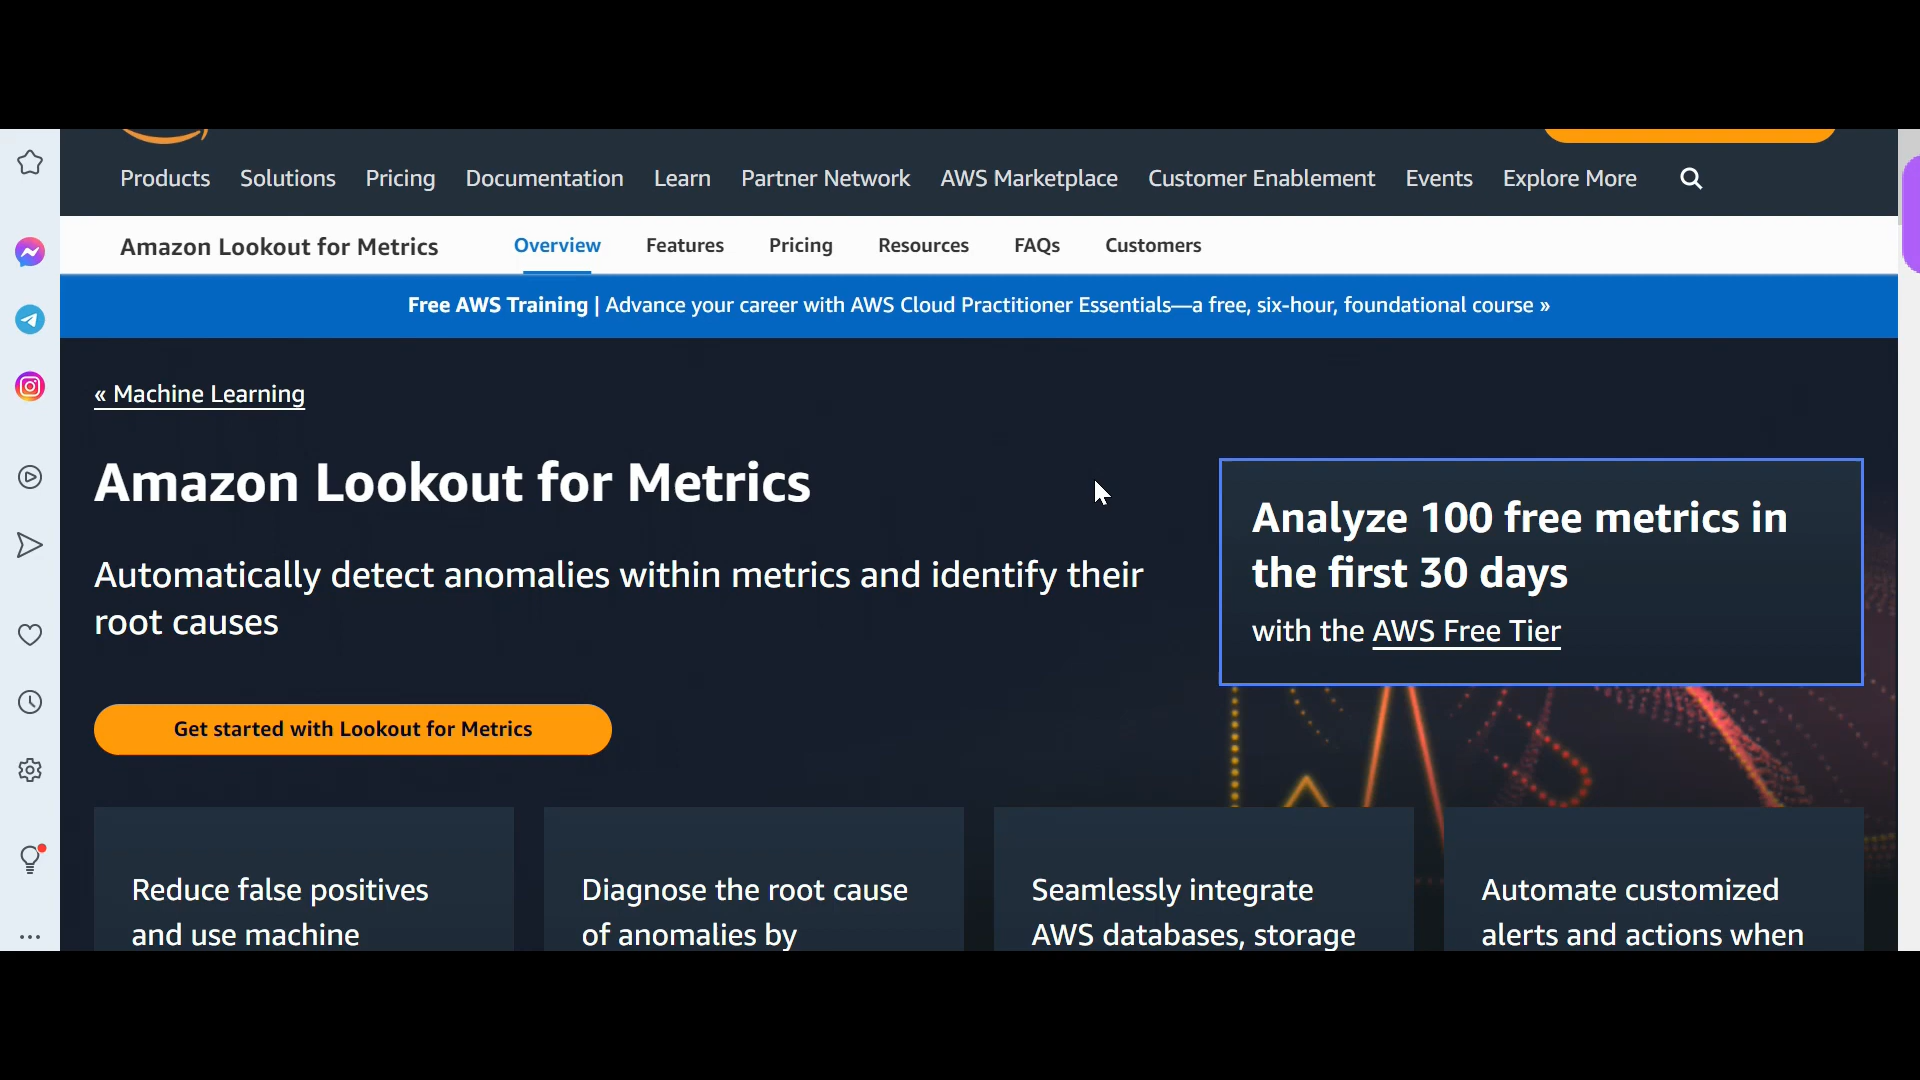 Products Solutions Pricing Documentation Learn Partner Network AWS Marketplace Customer Enablement Events Explore More
Amazon Lookout for Metrics Overview Features Pricing Resources FAQs Customers
Free AWS Training | Advance your career with AWS Cloud Practitioner Essentials—a free, six-hour, foundational course »
« Machine Learning
Amazon Lookout for Metrics
Automatically detect anomalies within metrics and identify their
root causes
Get started with Lookout for Metrics
Analyze 100 free metrics in
the first 30 days
with the AWS Free Tier
Reduce false positives
and use machine
Diagnose the root cause
of anomalies by
Seamlessly integrate
AWS databases, storage
Automate customized
alerts and actions when